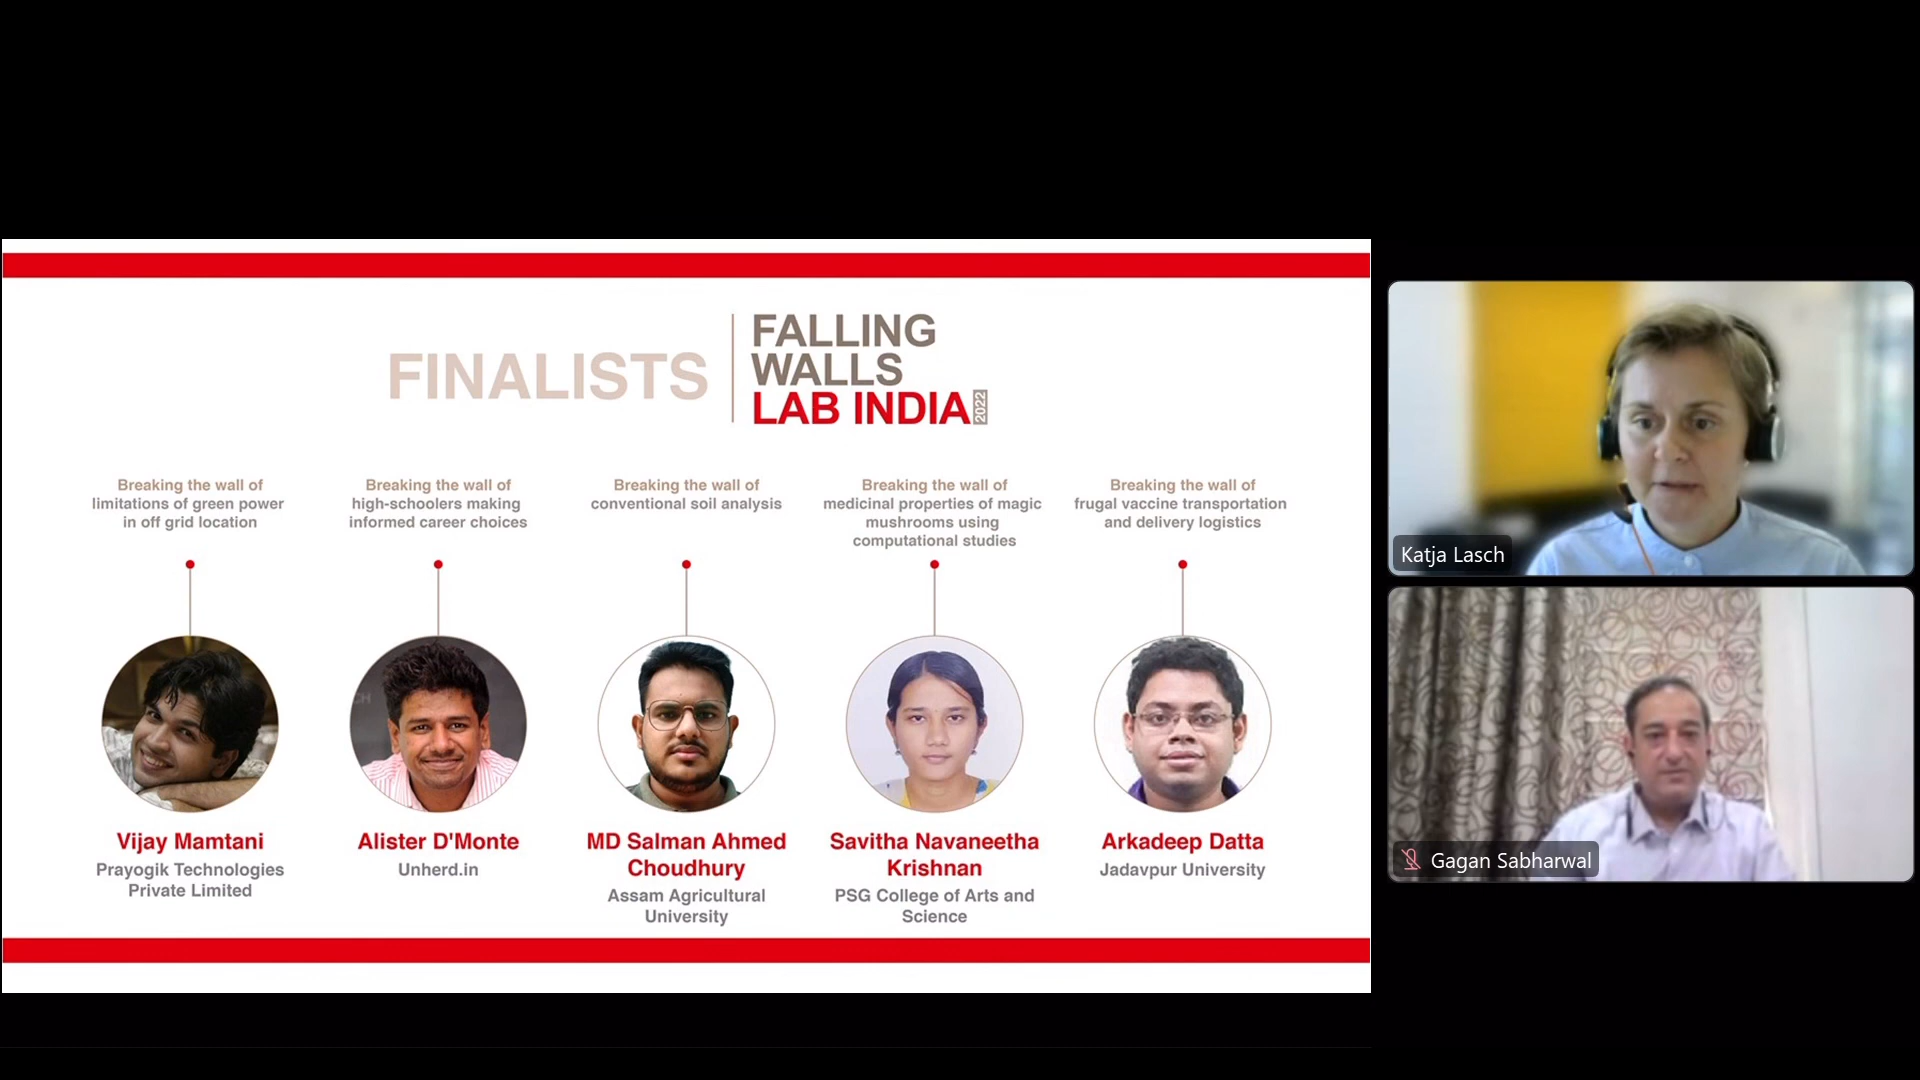 FINALISTS
FALLING
WALLS
LAB INDIA 2022
Breaking the wall of
limitations of green power
in off grid location
Breaking the wall of
high-schoolers making
informed career choices
Breaking the wall of
conventional soil analysis
Breaking the wall of
medicinal properties of magic
mushrooms using
computational studies
Breaking the wall of
frugal vaccine transportation
and delivery logistics
Vijay Mamtani
Prayogik Technologies
Private Limited
Alister D'Monte
Unherd.in
MD Salman Ahmed
Choudhury
Assam Agricultural
University
Savitha Navaneetha
Krishnan
PSG College of Arts and
Science
Arkadeep Datta
Jadavpur University
Katja Lasch
Gagan Sabharwal